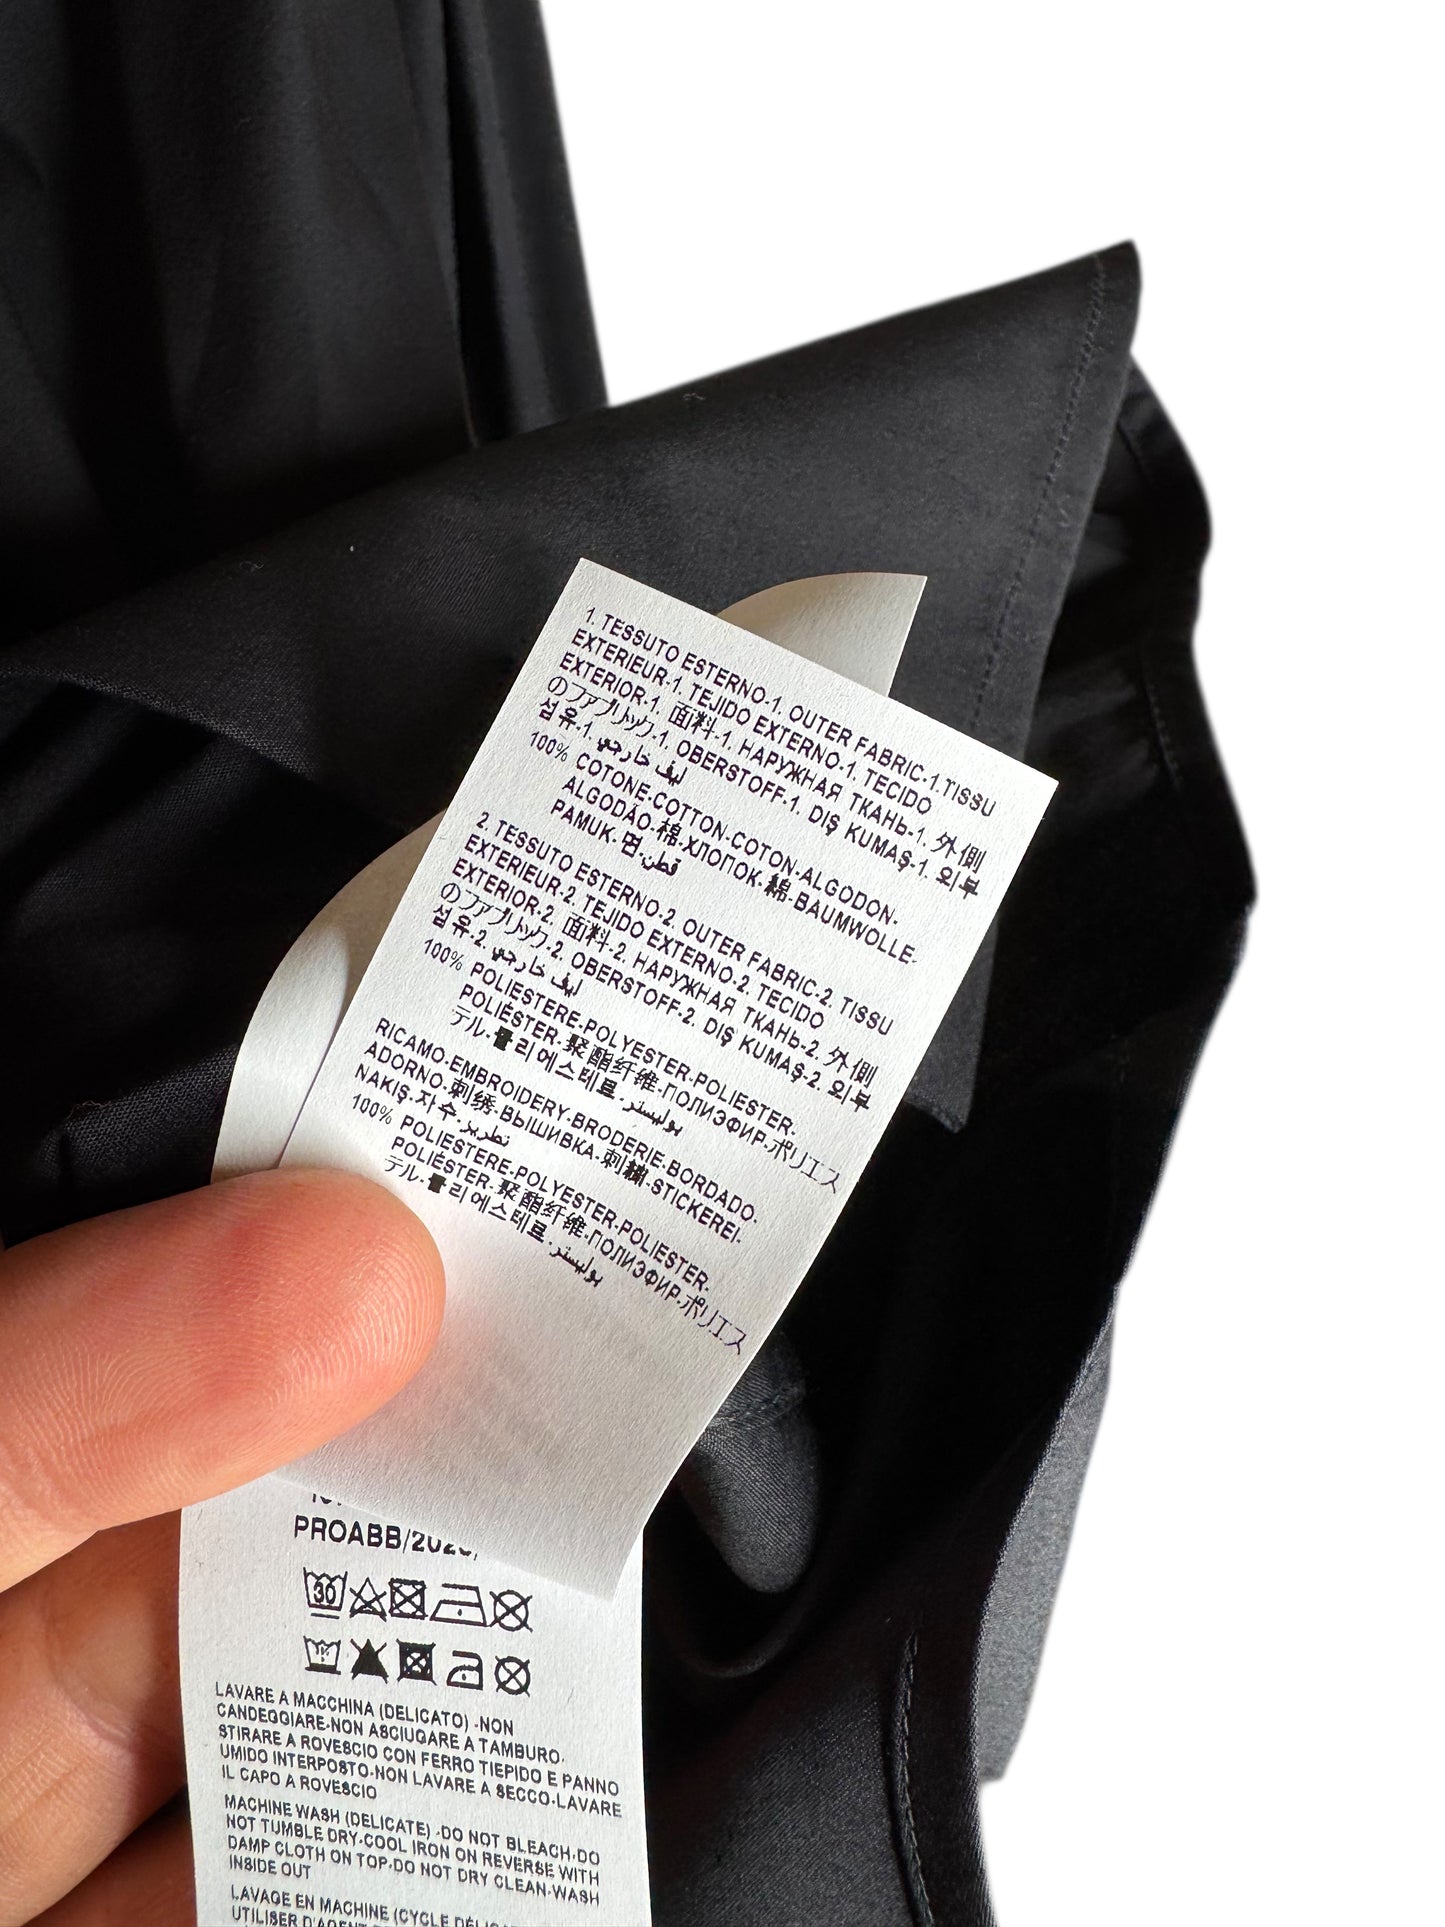 1. TESSUTO ESTERNO-1. OUTER FABRIC-1.TISSU
EXTERIEUR-1. TEJIDO EXTERNO-1. TECIDO
EXTERIOR-1. 面料-1. НАРУЖНАЯ ТКАНЬ-1. 外側
のファブリック-1. OBERSTOFF-1. DIŞ KUMAŞ-1. 외부
섬유-1. ليف خارجي
100% COTONE-COTTON-COTON-ALGODON-
ALGODÃO-棉-ХЛОПОК-綿-BAUMWOLLE-
PAMUK-면-قطن
2. TESSUTO ESTERNO-2. OUTER FABRIC-2. TISSU
EXTERIEUR-2. TEJIDO EXTERNO-2. TECIDO
EXTERIOR-2. 面料-2. НАРУЖНАЯ ТКАНЬ-2. 外側
のファブリック-2. OBERSTOFF-2. DIŞ KUMAŞ-2. 외부
섬유-2. ليف خارجي
100% POLIESTERE-POLYESTER-POLIESTER-
POLIÉSTER-聚酯纤维-ПОЛИЭФИР-ポリエス
テル-폴리에스테르-بوليستر
RICAMO-EMBROIDERY-BRODERIE-BORDADO-
ADORNO-刺绣-ВЫШИВКА-刺繍-STICKEREI-
NAKIŞ-자수-تطريز
100% POLIESTERE-POLYESTER-POLIESTER-
POLIÉSTER-聚酯纤维-ПОЛИЭФИР-ポリエス
テル-폴리에스테르-بوليستر
PROABB/2020/
30
LAVARE A MACCHINA (DELICATO) -NON
CANDEGGIARE-NON ASCIUGARE A TAMBURO-
STIRARE A ROVESCIO CON FERRO TIEPIDO E PANNO
UMIDO INTERPOSTO-NON LAVARE A SECCO-LAVARE
IL CAPO A ROVESCIO
MACHINE WASH (DELICATE) -DO NOT BLEACH-DO
NOT TUMBLE DRY-COOL IRON ON REVERSE WITH
DAMP CLOTH ON TOP-DO NOT DRY CLEAN-WASH
INSIDE OUT
LAVAGE EN MACHINE (CYCLE
UTILISER